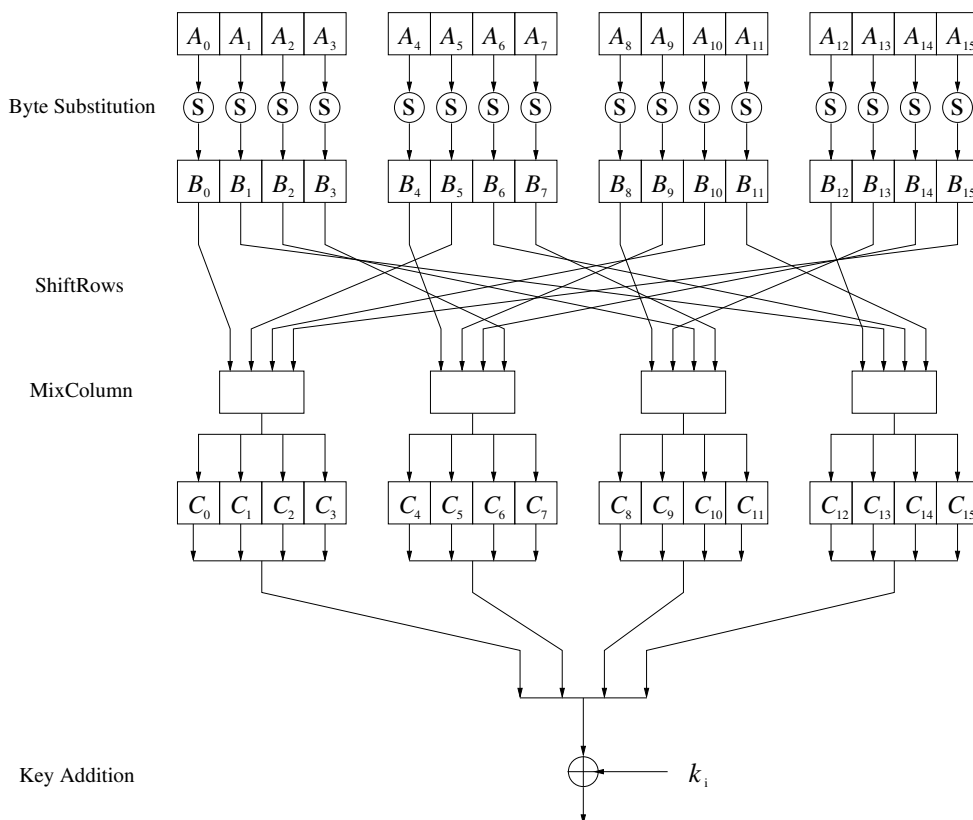 A₀ A₁ A₂ A₃ A₄ A₅ A₆ A₇ A₈ A₉ A₁₀ A₁₁ A₁₂ A₁₃ A₁₄ A₁₅
Byte Substitution S S S S S S S S S S S S S S S S
B₀ B₁ B₂ B₃ B₄ B₅ B₆ B₇ B₈ B₉ B₁₀ B₁₁ B₁₂ B₁₃ B₁₄ B₁₅
ShiftRows
MixColumn
C₀ C₁ C₂ C₃ C₄ C₅ C₆ C₇ C₈ C₉ C₁₀ C₁₁ C₁₂ C₁₃ C₁₄ C₁₅
Key Addition kᵢ